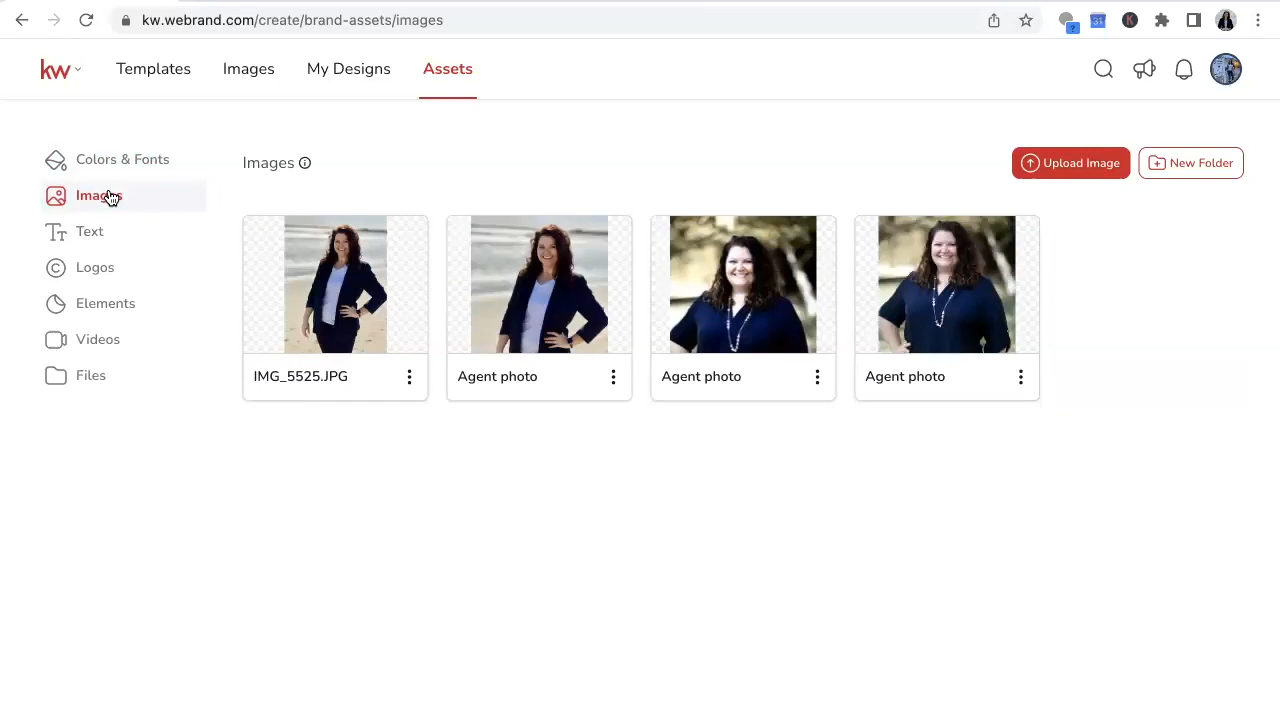 kw.webrand.com/create/brand-assets/images
31
K
?
kw
Templates
Images
My Designs
Assets
Colors & Fonts
Images
Text
Logos
Elements
Videos
Files
Images
Upload Image
New Folder
IMG_5525.JPG
Agent photo
Agent photo
Agent photo